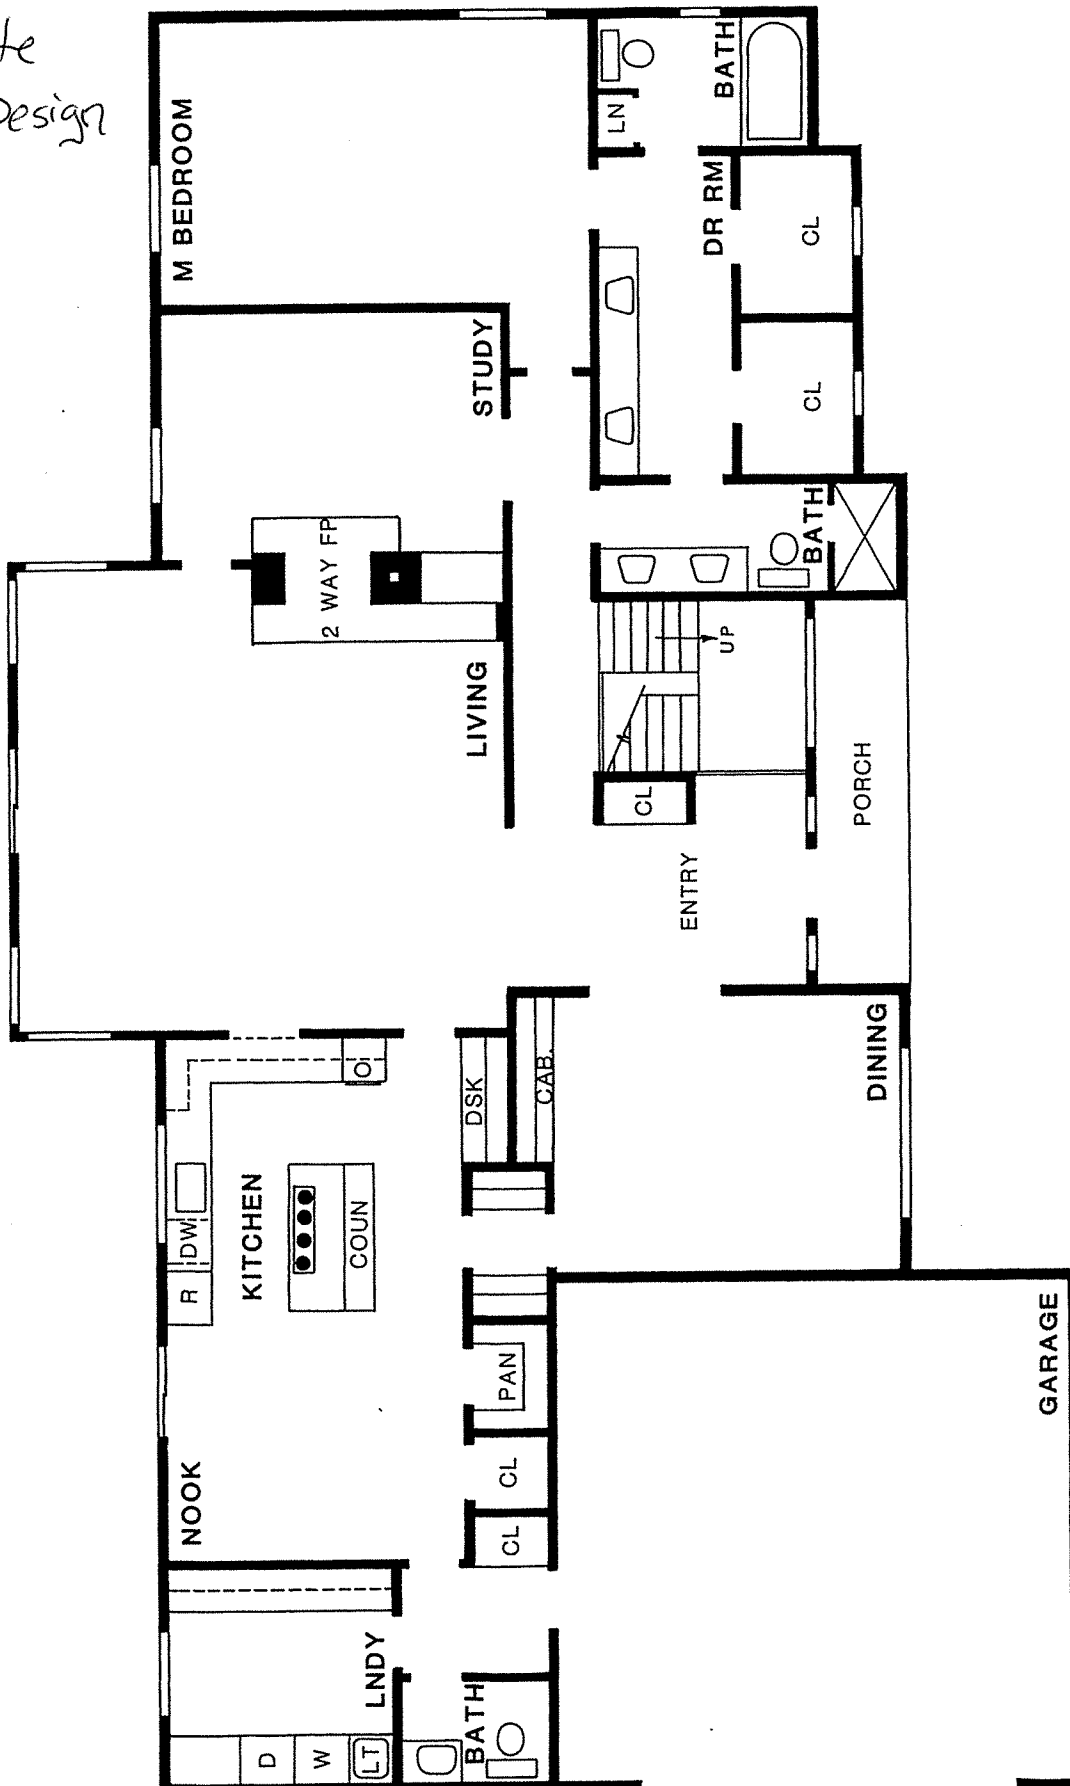 Design
M BEDROOM
BATH
LN
DR RM
CL
CL
STUDY
BATH
2 WAY FP
UP
LIVING
CL
PORCH
ENTRY
DINING
O
DSK
CAB.
KITCHEN
DW
R
COUN
PAN
GARAGE
NOOK
CL
CL
LNDY
BATH
D
W
LT